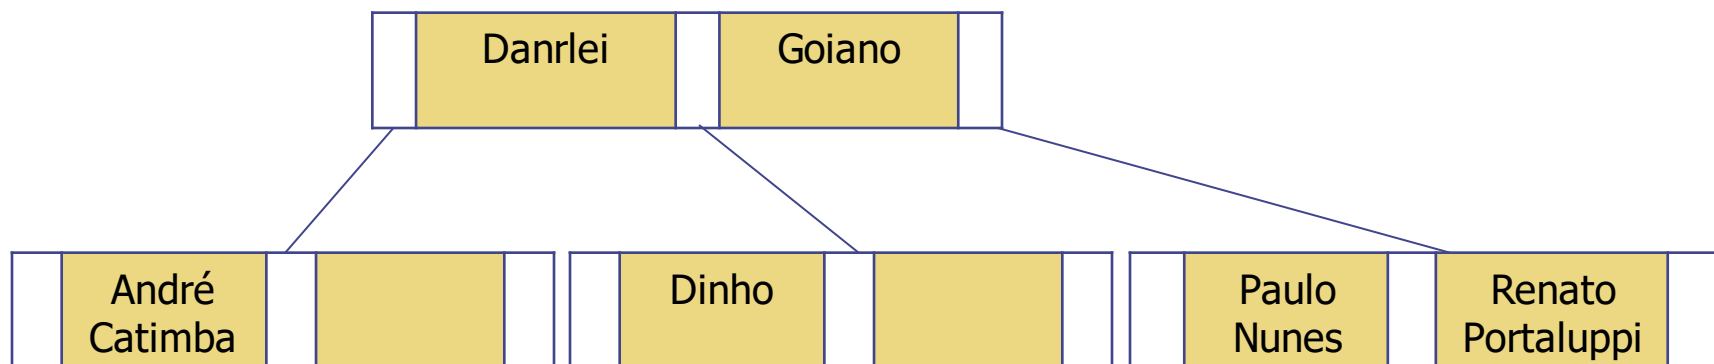 Danrlei
Goiano
André
Catimba
Dinho
Paulo
Nunes
Renato
Portaluppi